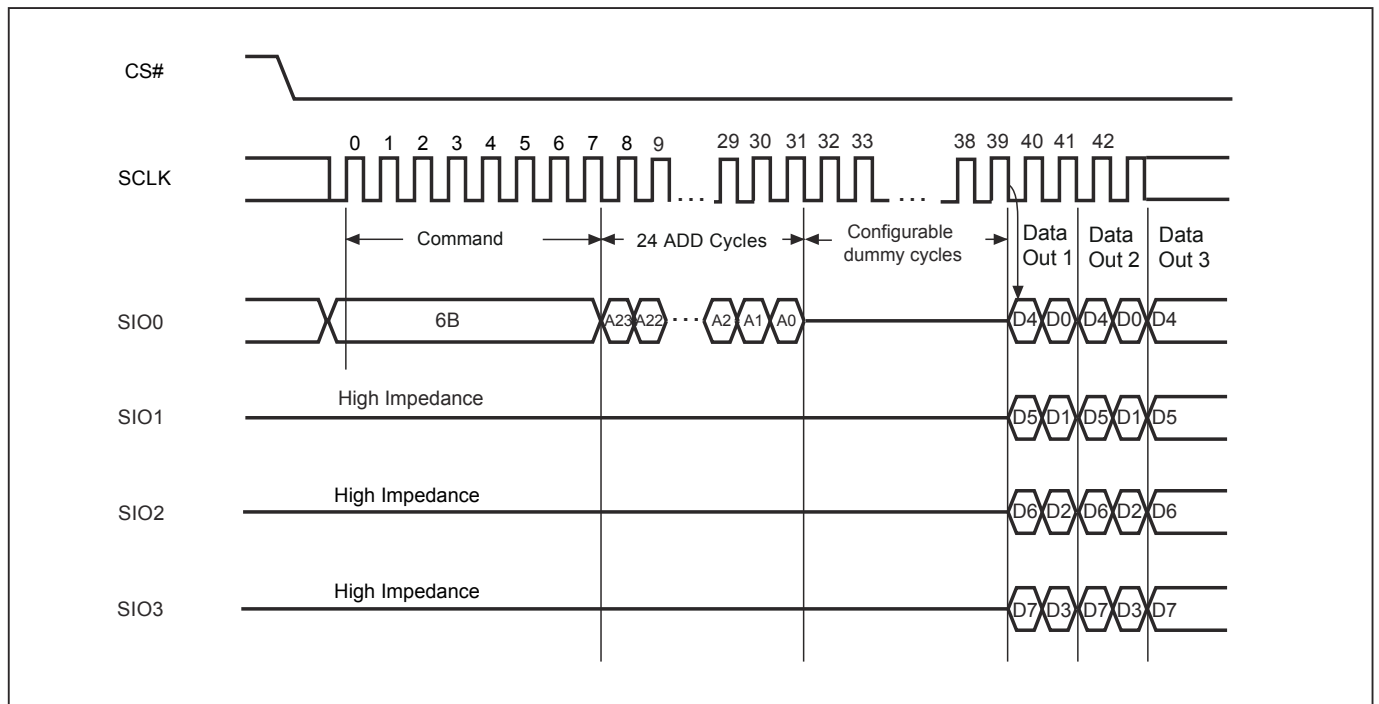 CS#
0 1 2 3 4 5 6 7 8 9 29 30 31 32 33 38 39 40 41 42
SCLK
. . . . . .
Command
24 ADD Cycles
Configurable
dummy cycles
Data
Out 1
Data
Out 2
Data
Out 3
SIO0
6B
A23 A22 . . . A2 A1 A0
D4 D0 D4 D0 D4
High Impedance
SIO1
D5 D1 D5 D1 D5
High Impedance
SIO2
D6 D2 D6 D2 D6
High Impedance
SIO3
D7 D3 D7 D3 D7